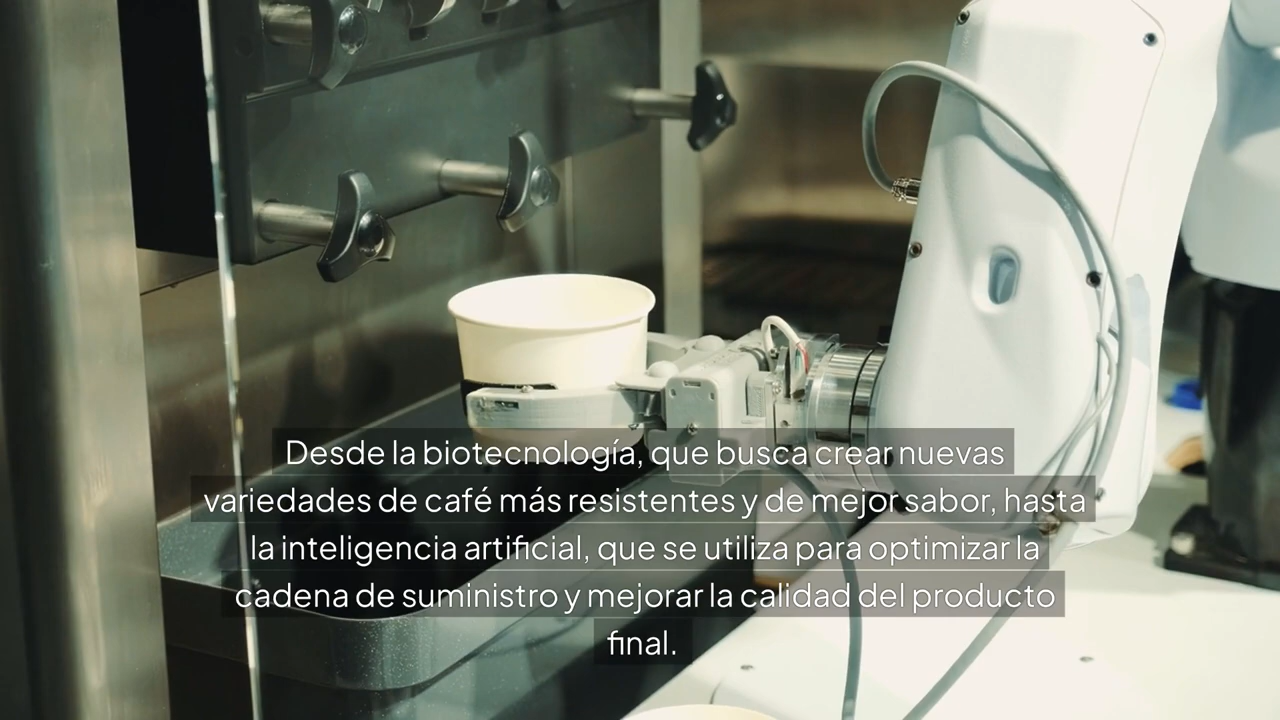 Desde la biotecnología, que busca crear nuevas
variedades de café más resistentes y de mejor sabor, hasta
la inteligencia artificial, que se utiliza para optimizar la
cadena de suministro y mejorar la calidad del producto
final.